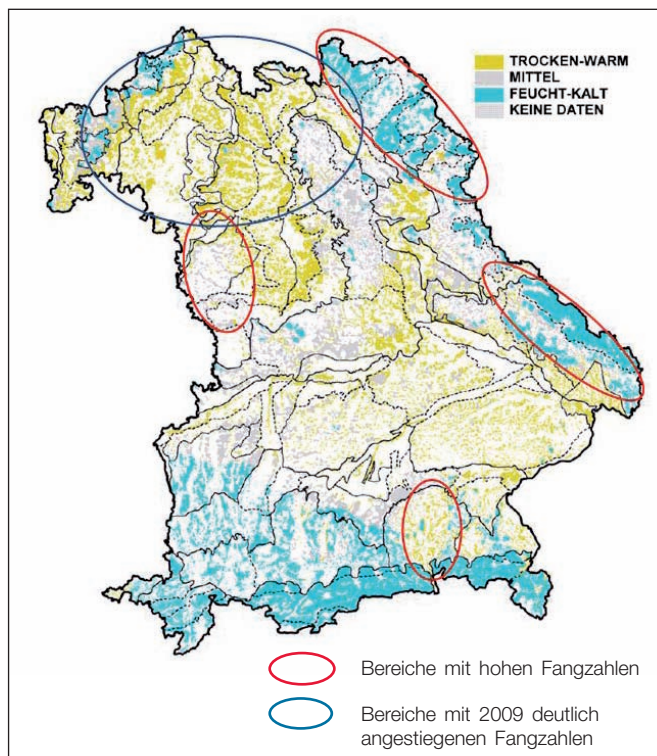 TROCKEN-WARM
MITTEL
FEUCHT-KALT
KEINE DATEN
Bereiche mit hohen Fangzahlen
Bereiche mit 2009 deutlich
angestiegenen Fangzahlen